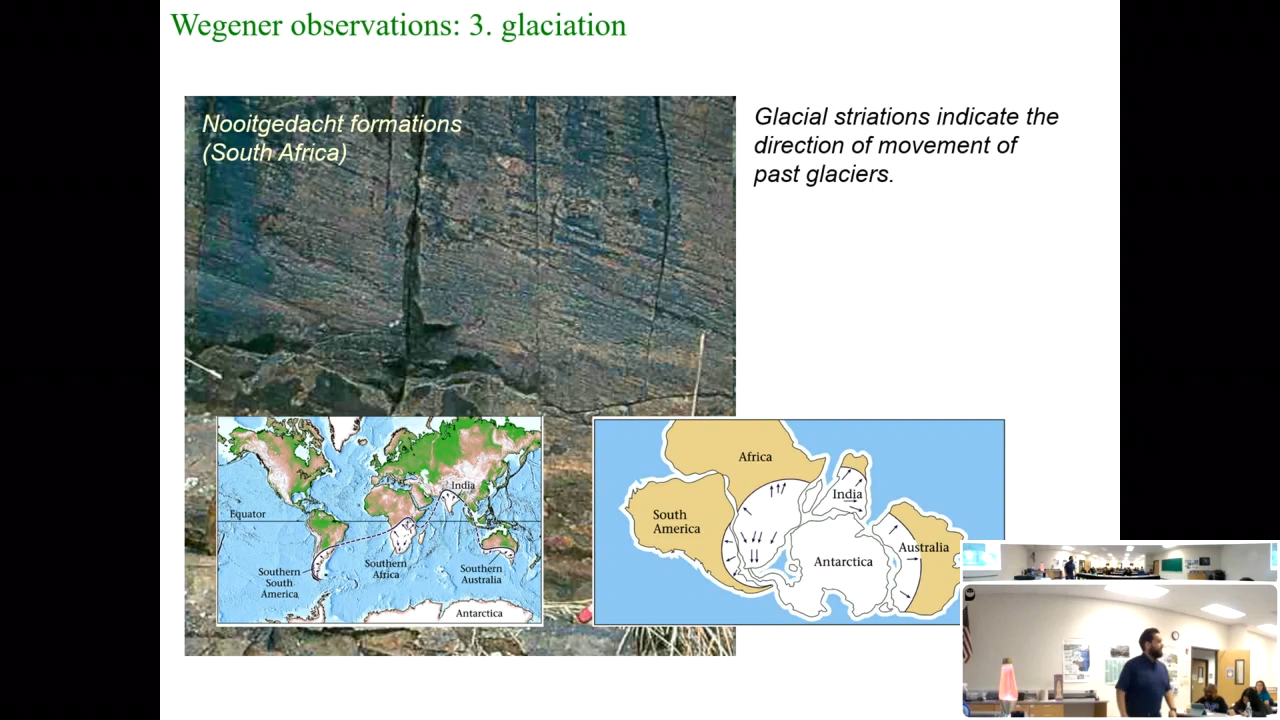 Wegener observations: 3. glaciation
Nooitgedacht formations
(South Africa)
Glacial striations indicate the
direction of movement of
past glaciers.
India
Equator
Southern
South
America
Southern
Africa
Southern
Australia
Antarctica
Africa
India
South
America
Australia
Antarctica